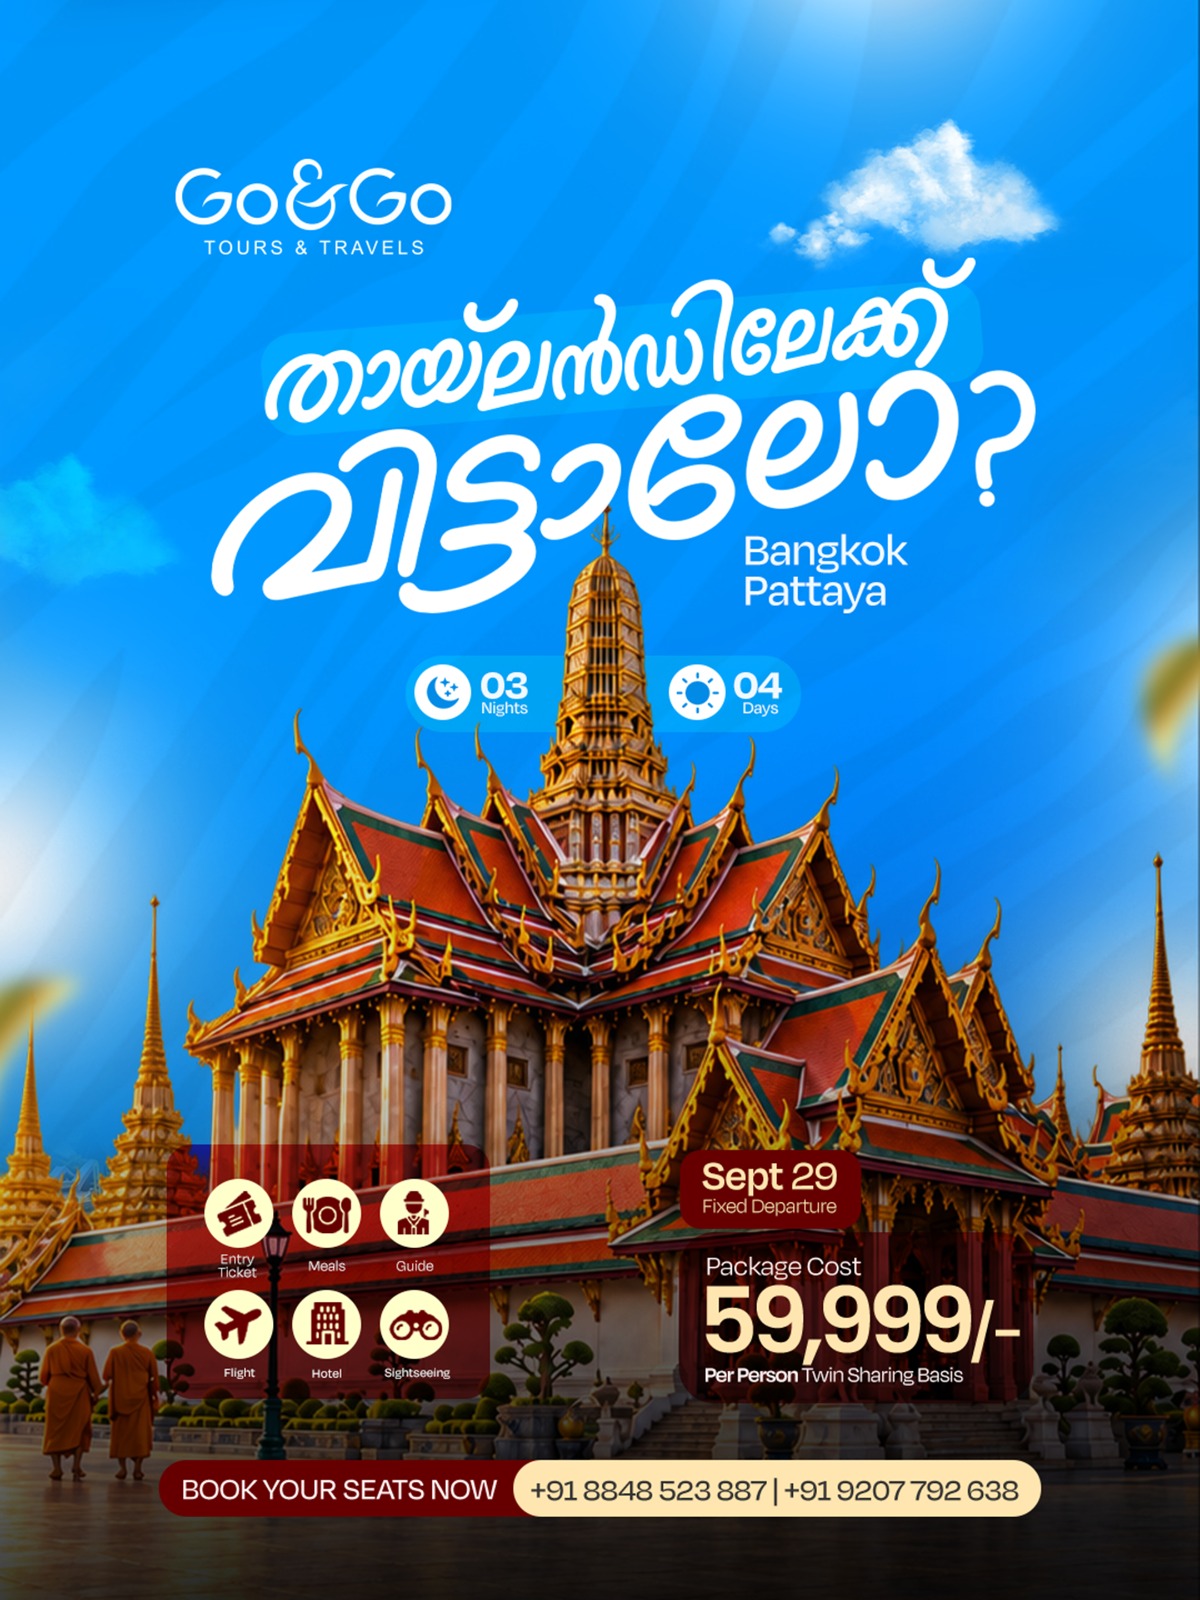 Go&Go
TOURS & TRAVELS
തായ്ലൻഡിലേക്ക്
വിട്ടാലോ?
Bangkok
Pattaya
03
Nights
04
Days
Entry
Ticket
Meals
Guide
Flight
Hotel
Sightseeing
Sept 29
Fixed Departure
Package Cost
59,999/-
Per Person Twin Sharing Basis
BOOK YOUR SEATS NOW
+91 8848 523 887 | +91 9207 792 638